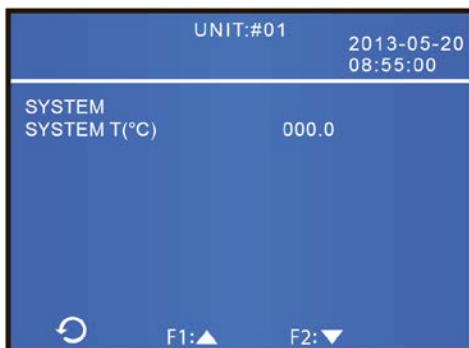 UNIT:#01
2013-05-20
08:55:00
SYSTEM
SYSTEM T(°C) 000.0
F1:▲ F2:▼